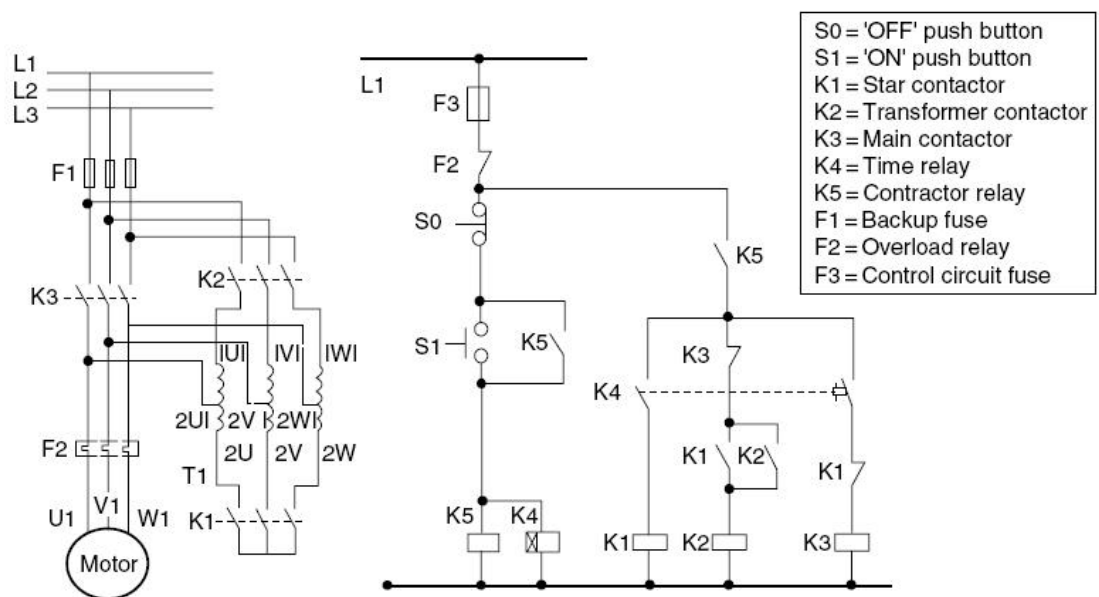 L1
L2
L3
F1
K3
K2
IUI
IVI
IWI
2UI
2V I
2WI
F2
2U
2V
2W
T1
U1
V1
W1
K1
Motor
L1
F3
F2
S0
K5
S1
K5
K3
K4
K1
K2
K1
K5
K4
K1
K2
K3
S0 = 'OFF' push button
S1 = 'ON' push button
K1 = Star contactor
K2 = Transformer contactor
K3 = Main contactor
K4 = Time relay
K5 = Contractor relay
F1 = Backup fuse
F2 = Overload relay
F3 = Control circuit fuse